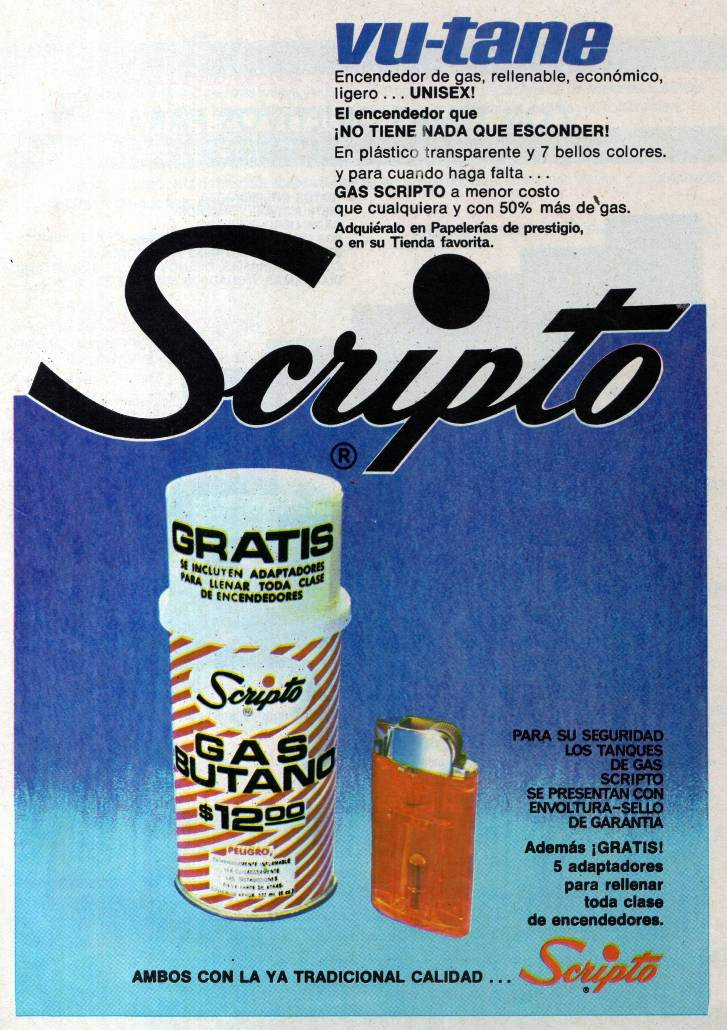 vu-tane
Encendedor de gas, rellenable, económico,
ligero . . . UNISEX!
El encendedor que
¡NO TIENE NADA QUE ESCONDER!
En plástico transparente y 7 bellos colores.
y para cuando haga falta . . .
GAS SCRIPTO a menor costo
que cualquiera y con 50% más de gas.
Adquiéralo en Papelerías de prestigio,
o en su Tienda favorita.
Scripto
®
GRATIS
SE INCLUYEN ADAPTADORES
PARA LLENAR TODA CLASE
DE ENCENDEDORES
Scripto
®
GAS
BUTANO
$1200
PELIGRO,
PARA SU SEGURIDAD
LOS TANQUES
DE GAS
SCRIPTO
SE PRESENTAN CON
ENVOLTURA-SELLO
DE GARANTIA
Además ¡GRATIS!
5 adaptadores
para rellenar
toda clase
de encendedores.
AMBOS CON LA YA TRADICIONAL CALIDAD . . . Scripto
®